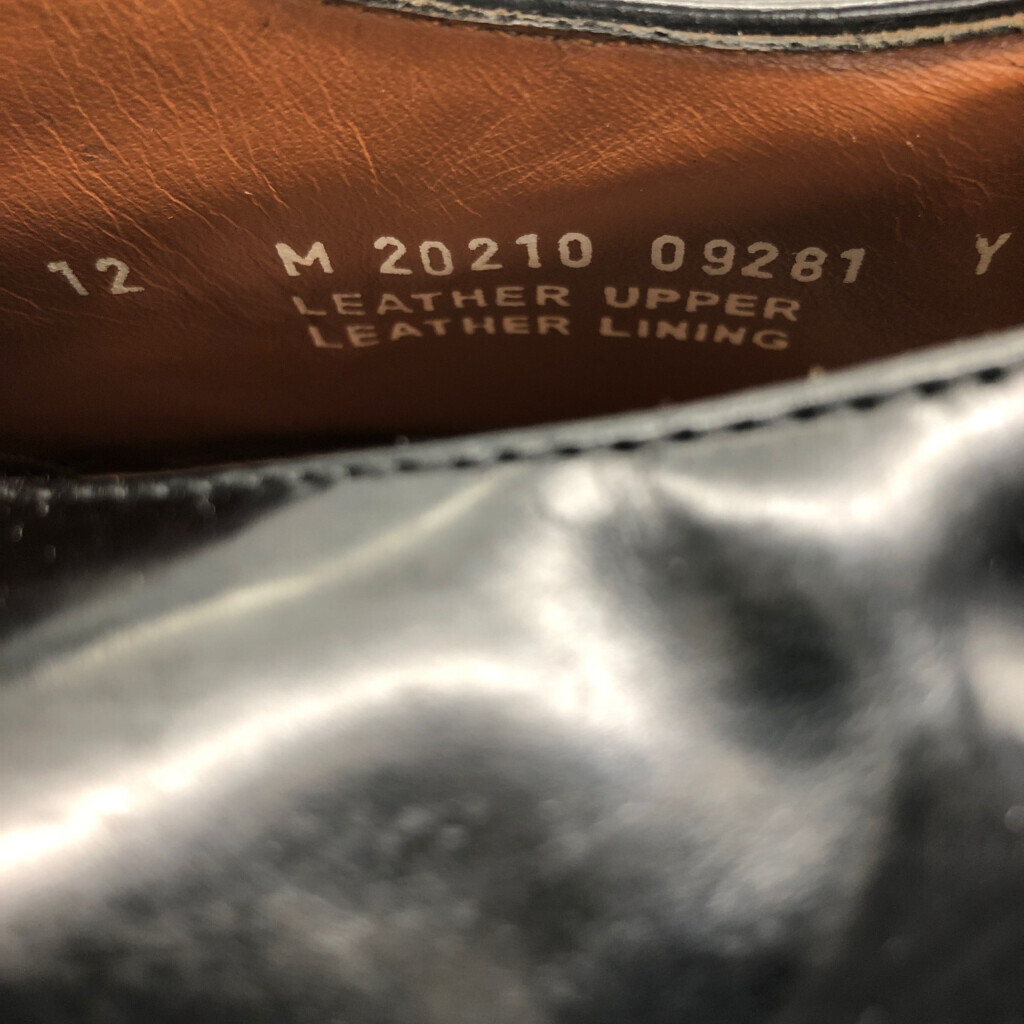 12 M 20210 09281 Y
LEATHER UPPER
LEATHER LINING